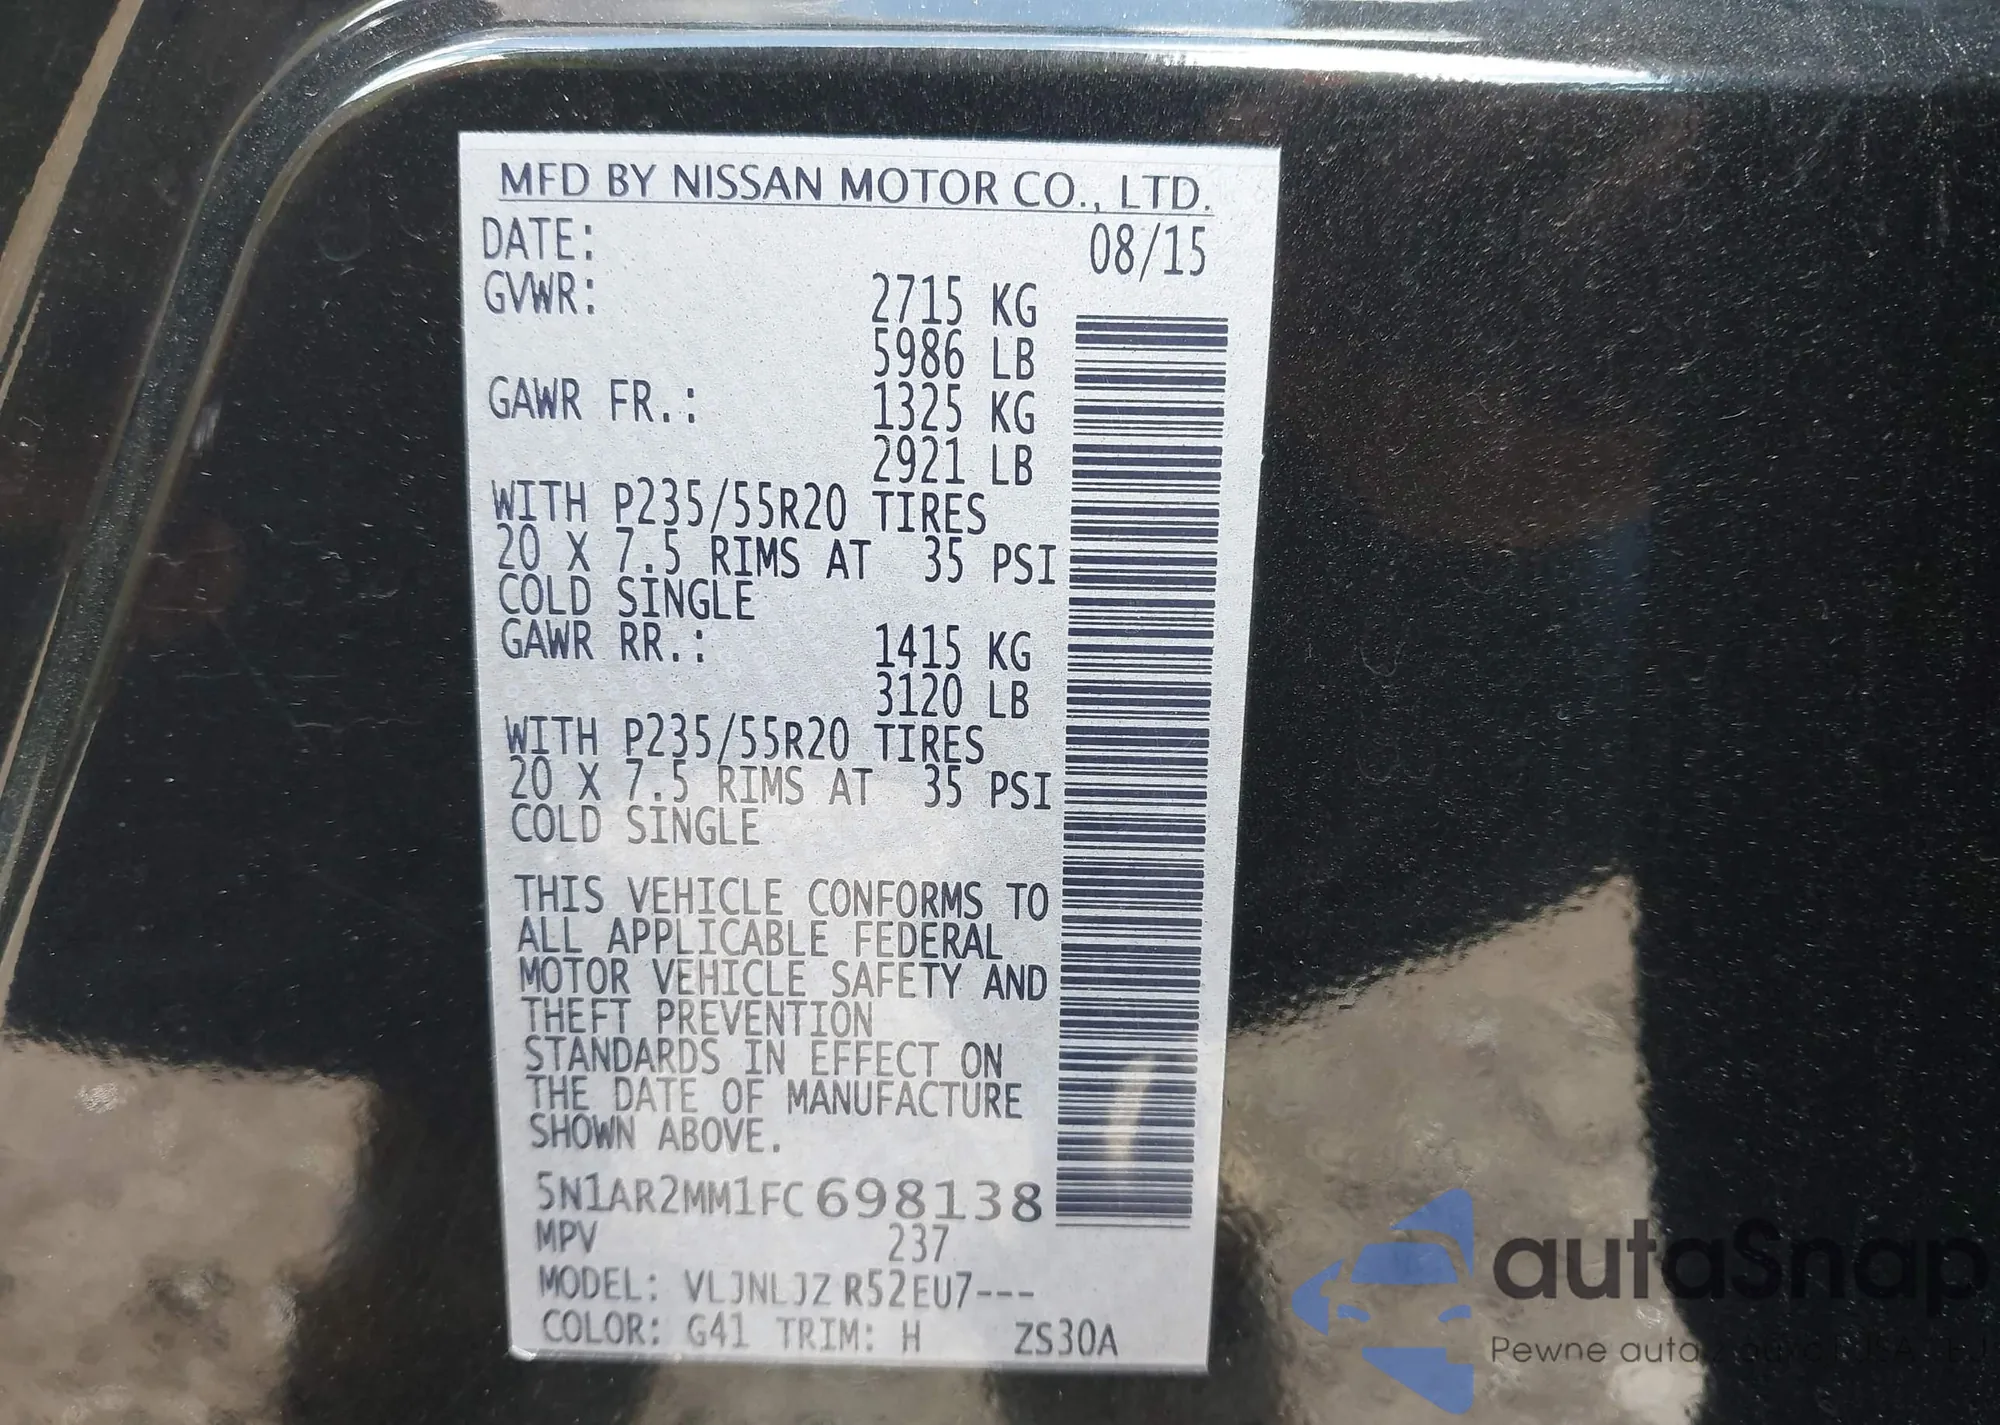 MFD BY NISSAN MOTOR CO., LTD.
DATE: 08/15
GVWR: 2715 KG
5986 LB
GAWR FR.: 1325 KG
2921 LB
WITH P235/55R20 TIRES
20 X 7.5 RIMS AT 35 PSI
COLD SINGLE
GAWR RR.: 1415 KG
3120 LB
WITH P235/55R20 TIRES
20 X 7.5 RIMS AT 35 PSI
COLD SINGLE
THIS VEHICLE CONFORMS TO
ALL APPLICABLE FEDERAL
MOTOR VEHICLE SAFETY AND
THEFT PREVENTION
STANDARDS IN EFFECT ON
THE DATE OF MANUFACTURE
SHOWN ABOVE.
5N1AR2MM1FC698138
MPV 237
MODEL: VLJNLJZ R52EU7---
COLOR: G41 TRIM: H ZS30A
autaSnap
Pewne auta z